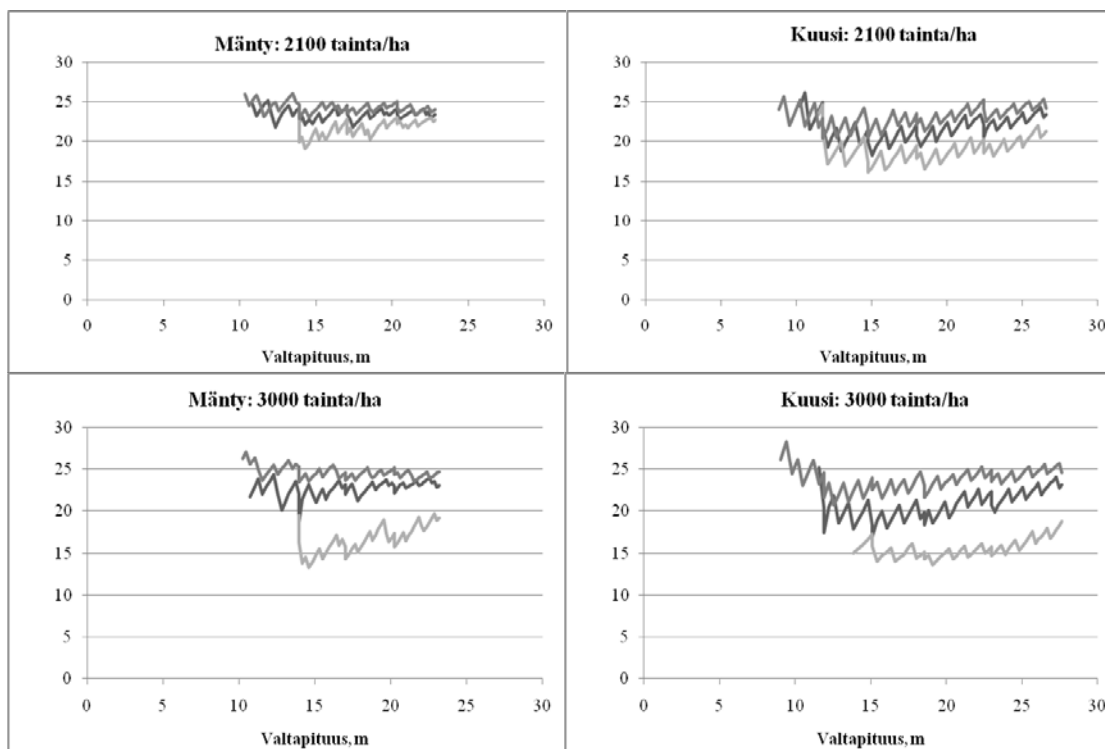 Mänty: 2100 tainta/ha
30
25
20
15
10
5
0
0 5 10 15 20 25 30
Valtapituus, m
Kuusi: 2100 tainta/ha
30
25
20
15
10
5
0
0 5 10 15 20 25 30
Valtapituus, m
Mänty: 3000 tainta/ha
30
25
20
15
10
5
0
0 5 10 15 20 25 30
Valtapituus, m
Kuusi: 3000 tainta/ha
30
25
20
15
10
5
0
0 5 10 15 20 25 30
Valtapituus, m